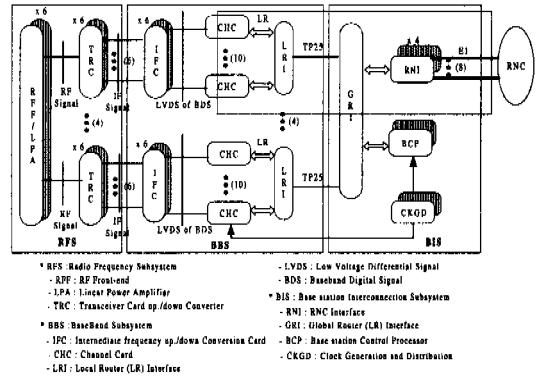 x 6
x 6
x 6
RFF/LPA
TRC
IFC
CHC
LR
LRI
TP25
GRI
x 4
RNI
E1
(8)
RNC
RF
Signal
(6)
IF
Signal
(10)
CHC
LVDS of BDS
(4)
(4)
x 6
x 6
TRC
IFC
CHC
LR
LRI
BCP
(6)
(10)
TP25
RF
Signal
IF
Signal
CHC
CKGD
LVDS of BDS
RFS
BBS
BIS
* RFS : Radio Frequency Subsystem
- RPF : RF Front-end
- LPA : Linear Power Amplifier
- TRC : Transceiver Card up./down Converter
* BBS : BaseBand Subsystem
- IFC : Intermediate frequency up./down Conversion Card
- CHC : Channel Card
- LRI : Local Router (LR) Interface
- LVDS : Low Voltage Differential Signal
- BDS : Baseband Digital Signal
* BIS : Base station Interconnection Subsystem
- RNI : RNC Interface
- GRI : Global Router (LR) Interface
- BCP : Base station Control Processor
- CKGD : Clock Generation and Distribution